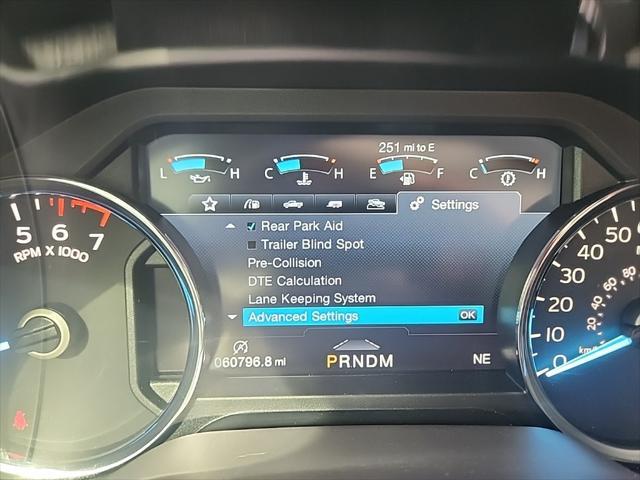 251 mi to E
L H C H E F C H
Settings
Rear Park Aid
Trailer Blind Spot
Pre-Collision
DTE Calculation
Lane Keeping System
Advanced Settings OK
060796.8 mi
PRNDM
NE
5 6 7
RPM X 1000
0 10 20 30 40 50
20 40 60 80
km/